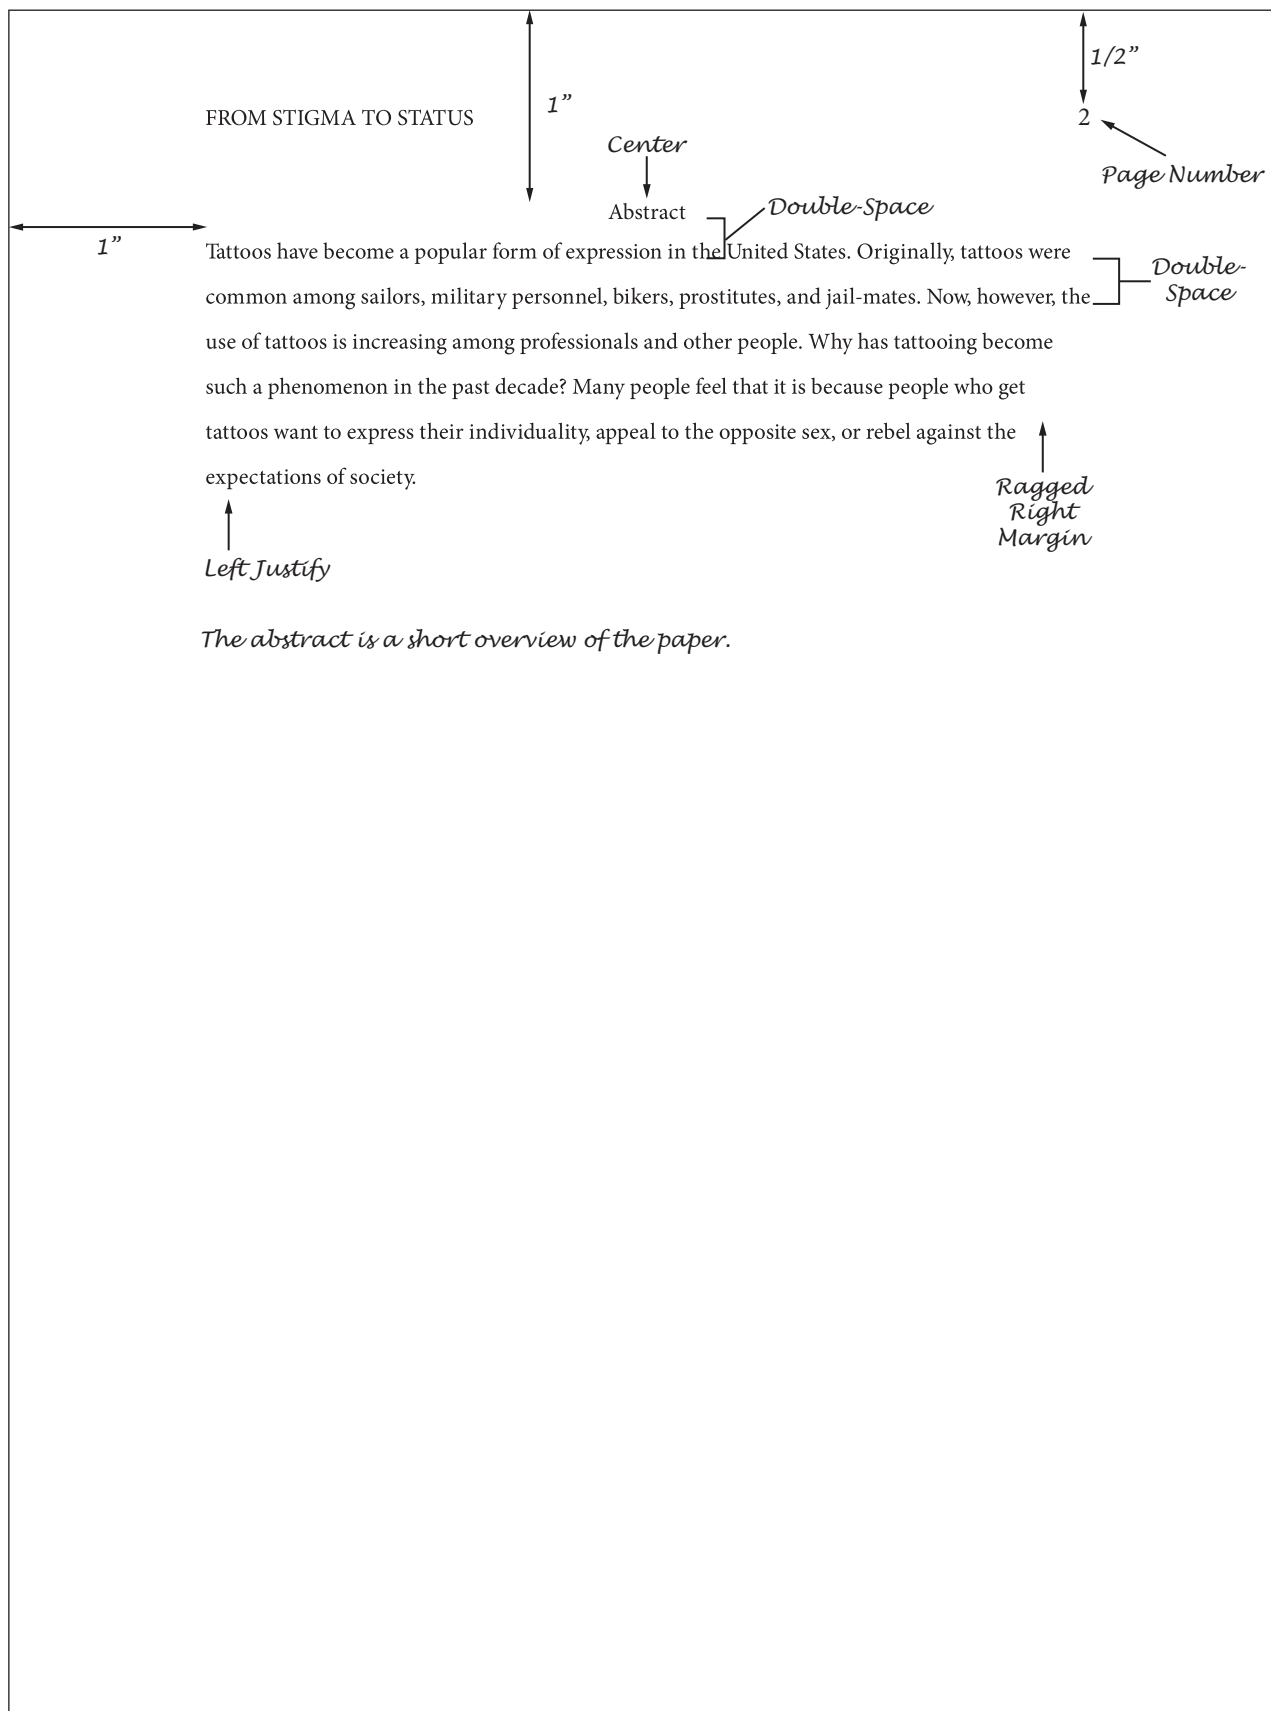 1/2”
1”
FROM STIGMA TO STATUS 2
Center
Page Number
Abstract
Double-Space
1”
Tattoos have become a popular form of expression in the United States. Originally, tattoos were
common among sailors, military personnel, bikers, prostitutes, and jail-mates. Now, however, the
Double-
Space
use of tattoos is increasing among professionals and other people. Why has tattooing become
such a phenomenon in the past decade? Many people feel that it is because people who get
tattoos want to express their individuality, appeal to the opposite sex, or rebel against the
expectations of society.
Ragged
Right
Margin
Left Justify
The abstract is a short overview of the paper.